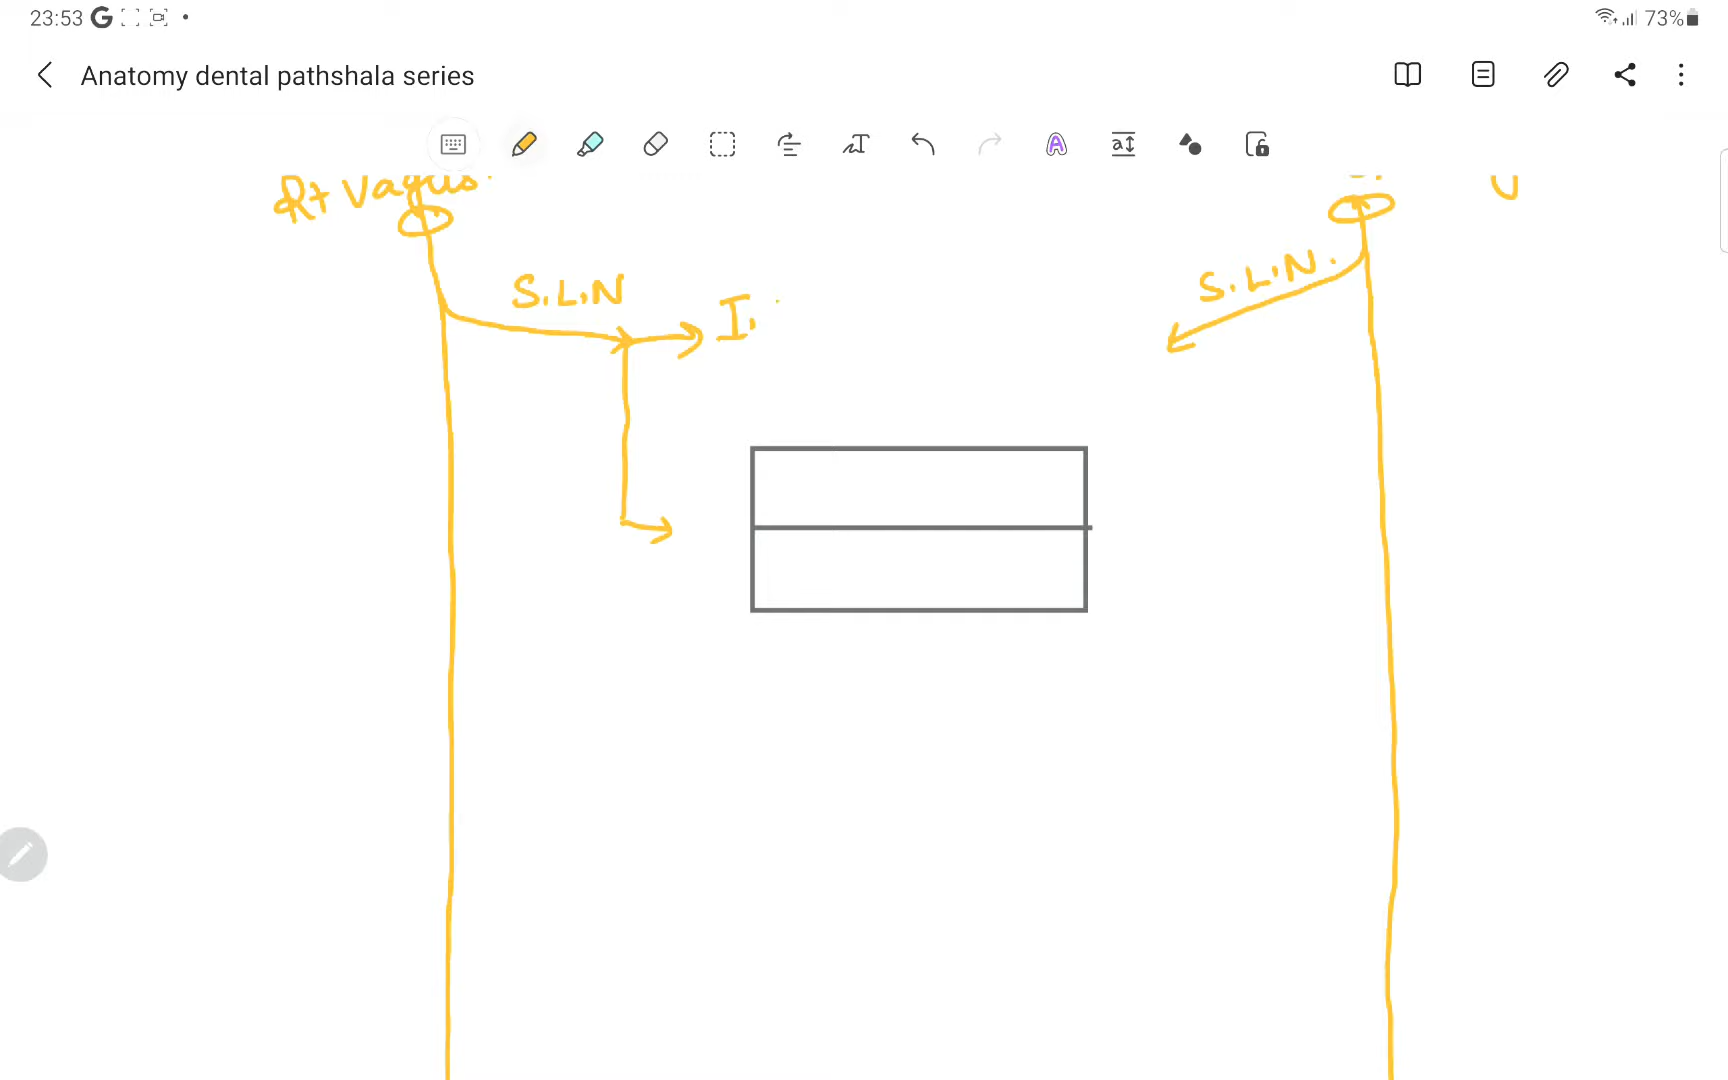 23:53 G 73%
Anatomy dental pathshala series
Rt Vagus
S.L.N
S.L.N.
I.